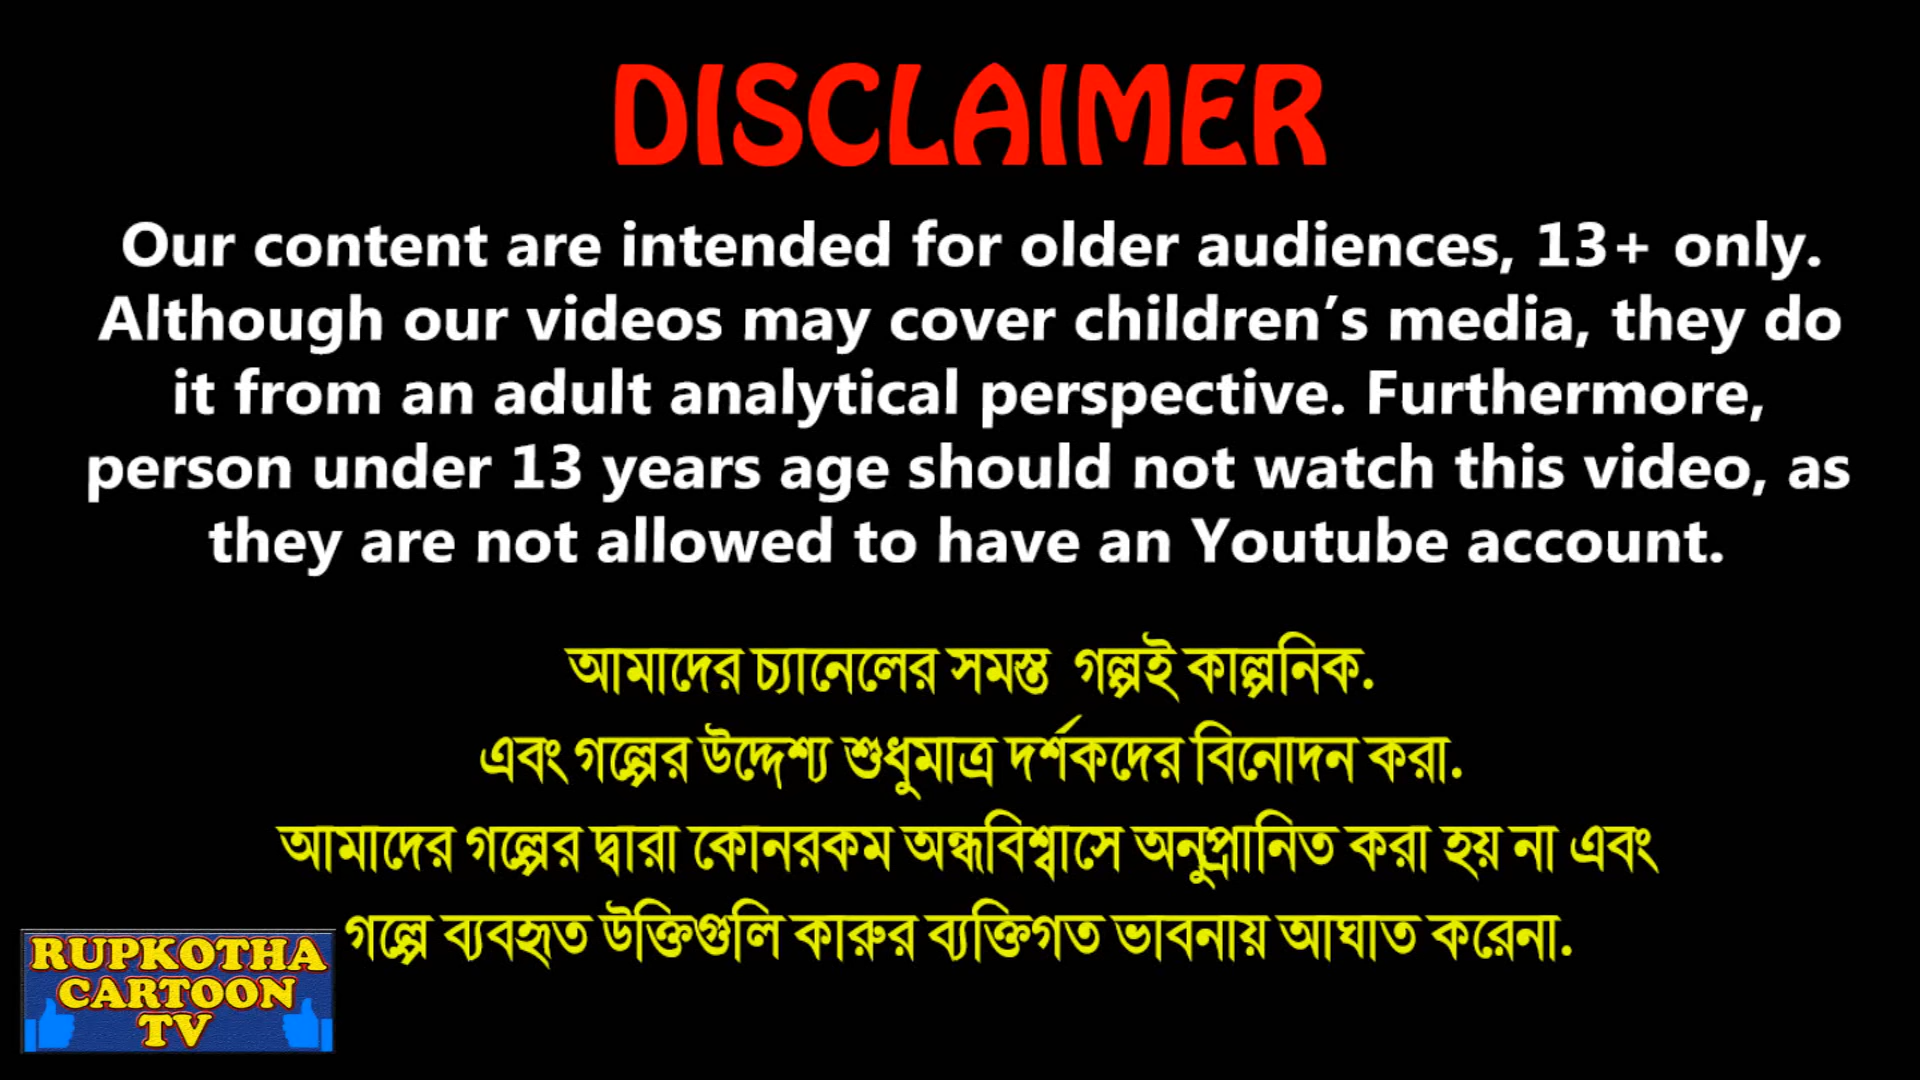 DISCLAIMER
Our content are intended for older audiences, 13+ only.
Although our videos may cover children’s media, they do
it from an adult analytical perspective. Furthermore,
person under 13 years age should not watch this video, as
they are not allowed to have an Youtube account.
আমাদের চ্যানেলের সমস্ত গল্পই কাল্পনিক.
এবং গল্পের উদ্দেশ্য শুধুমাত্র দর্শকদের বিনোদন করা.
আমাদের গল্পের দ্বারা কোনরকম অন্ধবিশ্বাসে অনুপ্রানিত করা হয় না এবং
গল্পে ব্যবহৃত উক্তিগুলি কারুর ব্যক্তিগত ভাবনায় আঘাত করেনা.
RUPKOTHA
CARTOON
TV